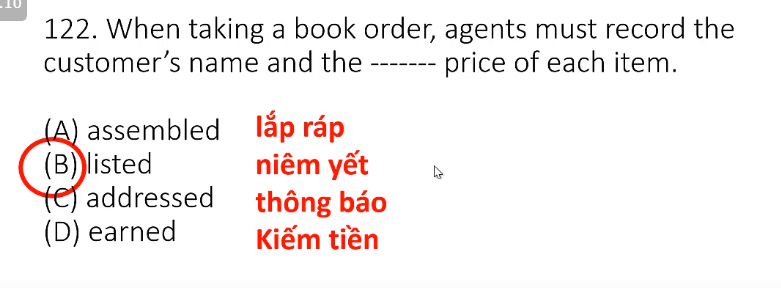 .10
122. When taking a book order, agents must record the
customer's name and the ------- price of each item.
(A) assembled lắp ráp
(B) listed niêm yết
(C) addressed thông báo
(D) earned Kiếm tiền